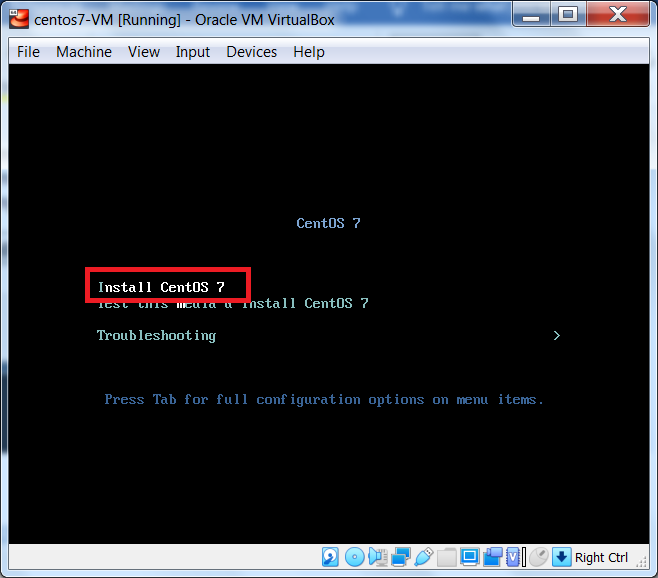 centos7-VM [Running] - Oracle VM VirtualBox
File Machine View Input Devices Help
CentOS 7
Install CentOS 7
Test this media & install CentOS 7
Troubleshooting >
Press Tab for full configuration options on menu items.
Right Ctrl